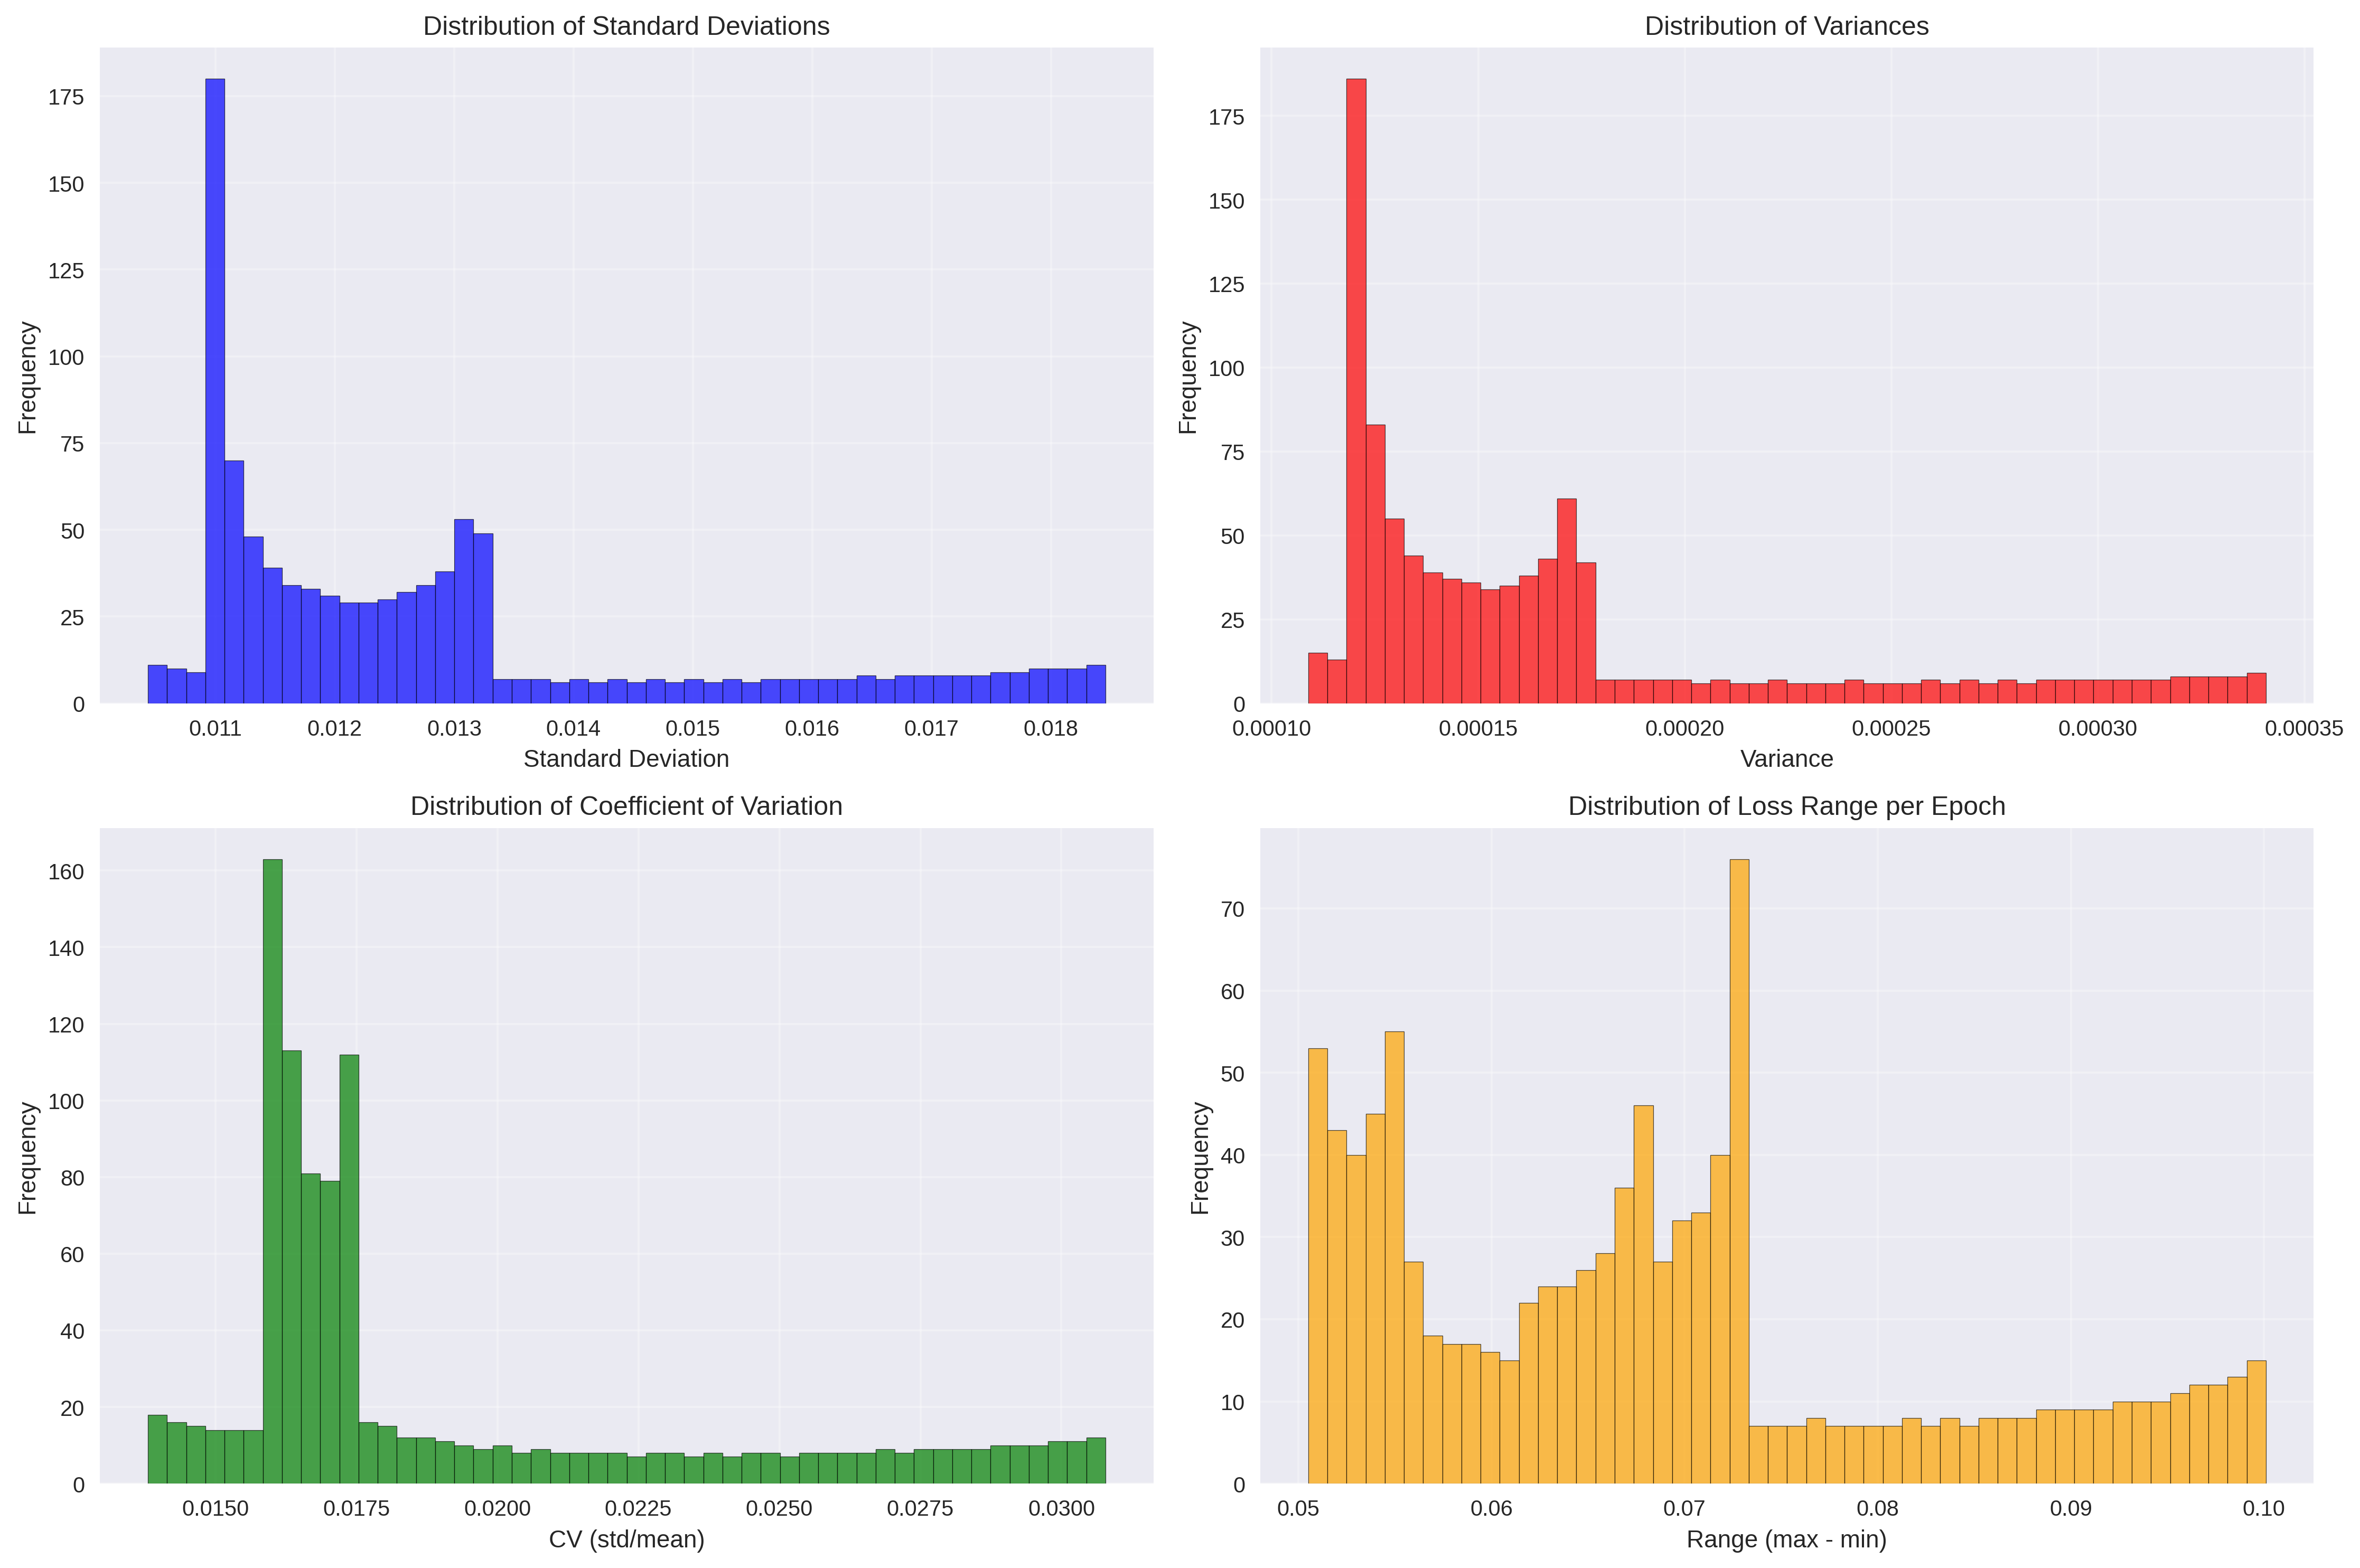 Distribution of Standard Deviations
175
150
125
100
75
50
25
0
Frequency
0.011 0.012 0.013 0.014 0.015 0.016 0.017 0.018
Standard Deviation
Distribution of Variances
175
150
125
100
75
50
25
0
Frequency
0.00010 0.00015 0.00020 0.00025 0.00030 0.00035
Variance
Distribution of Coefficient of Variation
160
140
120
100
80
60
40
20
0
Frequency
0.0150 0.0175 0.0200 0.0225 0.0250 0.0275 0.0300
CV (std/mean)
Distribution of Loss Range per Epoch
70
60
50
40
30
20
10
0
Frequency
0.05 0.06 0.07 0.08 0.09 0.10
Range (max - min)